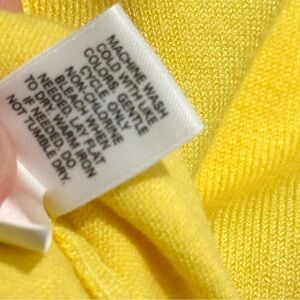 MACHINE WASH
COLD WITH LIKE
COLORS, GENTLE
CYCLE. ONLY
NON-CHLORINE
BLEACH WHEN
NEEDED. LAY FLAT
TO DRY. WARM IRON
IF NEEDED. DO
NOT TUMBLE DRY.